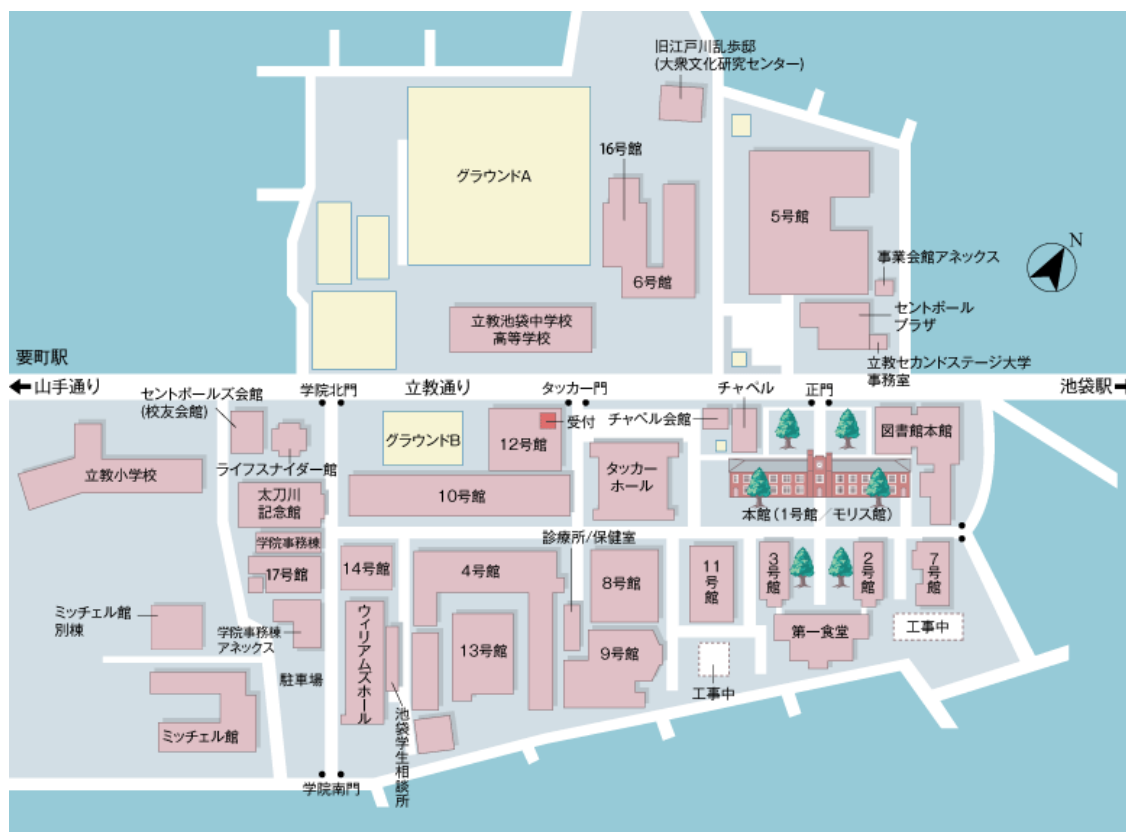 旧江戸川乱歩邸
(大衆文化研究センター)
16号館
グラウンドA
5号館
N
事業会館アネックス
6号館
セントポール
プラザ
立教池袋中学校
高等学校
立教セカンドステージ大学
事務室
要町駅
山手通り
セントポールズ会館
(校友会館)
学院北門
立教通り
タッカー門
チャペル
正門
池袋駅
受付
チャペル会館
グラウンドB
12号館
図書館本館
ライフスナイダー館
立教小学校
タッカー
ホール
太刀川
記念館
10号館
本館(1号館/モリス館)
診療所/保健室
学院事務棟
17号館
14号館
4号館
8号館
11号館
3号館
2号館
7号館
ミッチェル館
別棟
学院事務棟
アネックス
ウィリアムズホール
13号館
9号館
第一食堂
工事中
工事中
駐車場
ミッチェル館
池袋学生相談所
学院南門